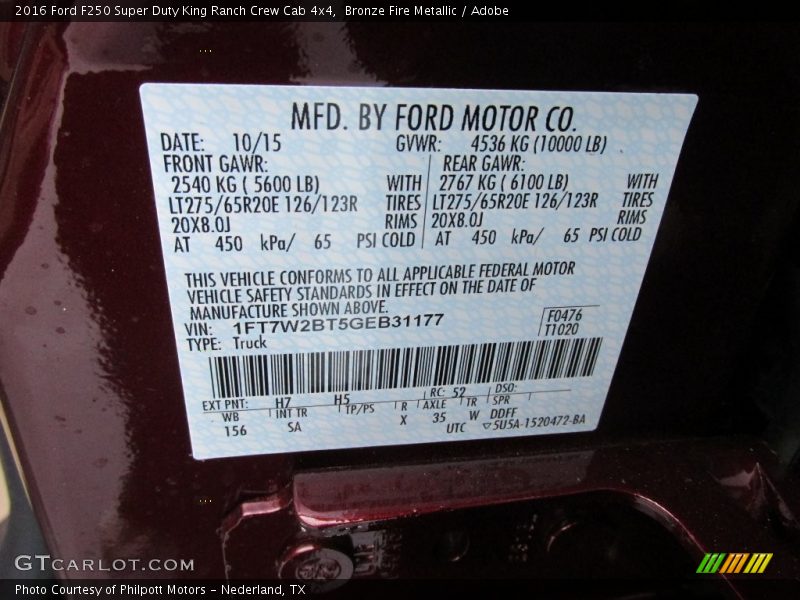 2016 Ford F250 Super Duty King Ranch Crew Cab 4x4, Bronze Fire Metallic / Adobe
MFD. BY FORD MOTOR CO.
DATE: 10/15 GVWR: 4536 KG (10000 LB)
FRONT GAWR: REAR GAWR:
2540 KG ( 5600 LB) WITH 2767 KG ( 6100 LB) WITH
LT275/65R20E 126/123R TIRES LT275/65R20E 126/123R TIRES
20X8.0J RIMS 20X8.0J RIMS
AT 450 kPa/ 65 PSI COLD AT 450 kPa/ 65 PSI COLD
THIS VEHICLE CONFORMS TO ALL APPLICABLE FEDERAL MOTOR
VEHICLE SAFETY STANDARDS IN EFFECT ON THE DATE OF
MANUFACTURE SHOWN ABOVE.
VIN: 1FT7W2BT5GEB31177 F0476
TYPE: Truck T1020
EXT PNT: H7 H5 RC: 52 DSO:
WB INT TR TP/PS R AXLE TR SPR
156 SA X 35 W DDFF
UTC ▽5U5A-1520472-BA
GTCARLOT.COM
Photo Courtesy of Philpott Motors - Nederland, TX